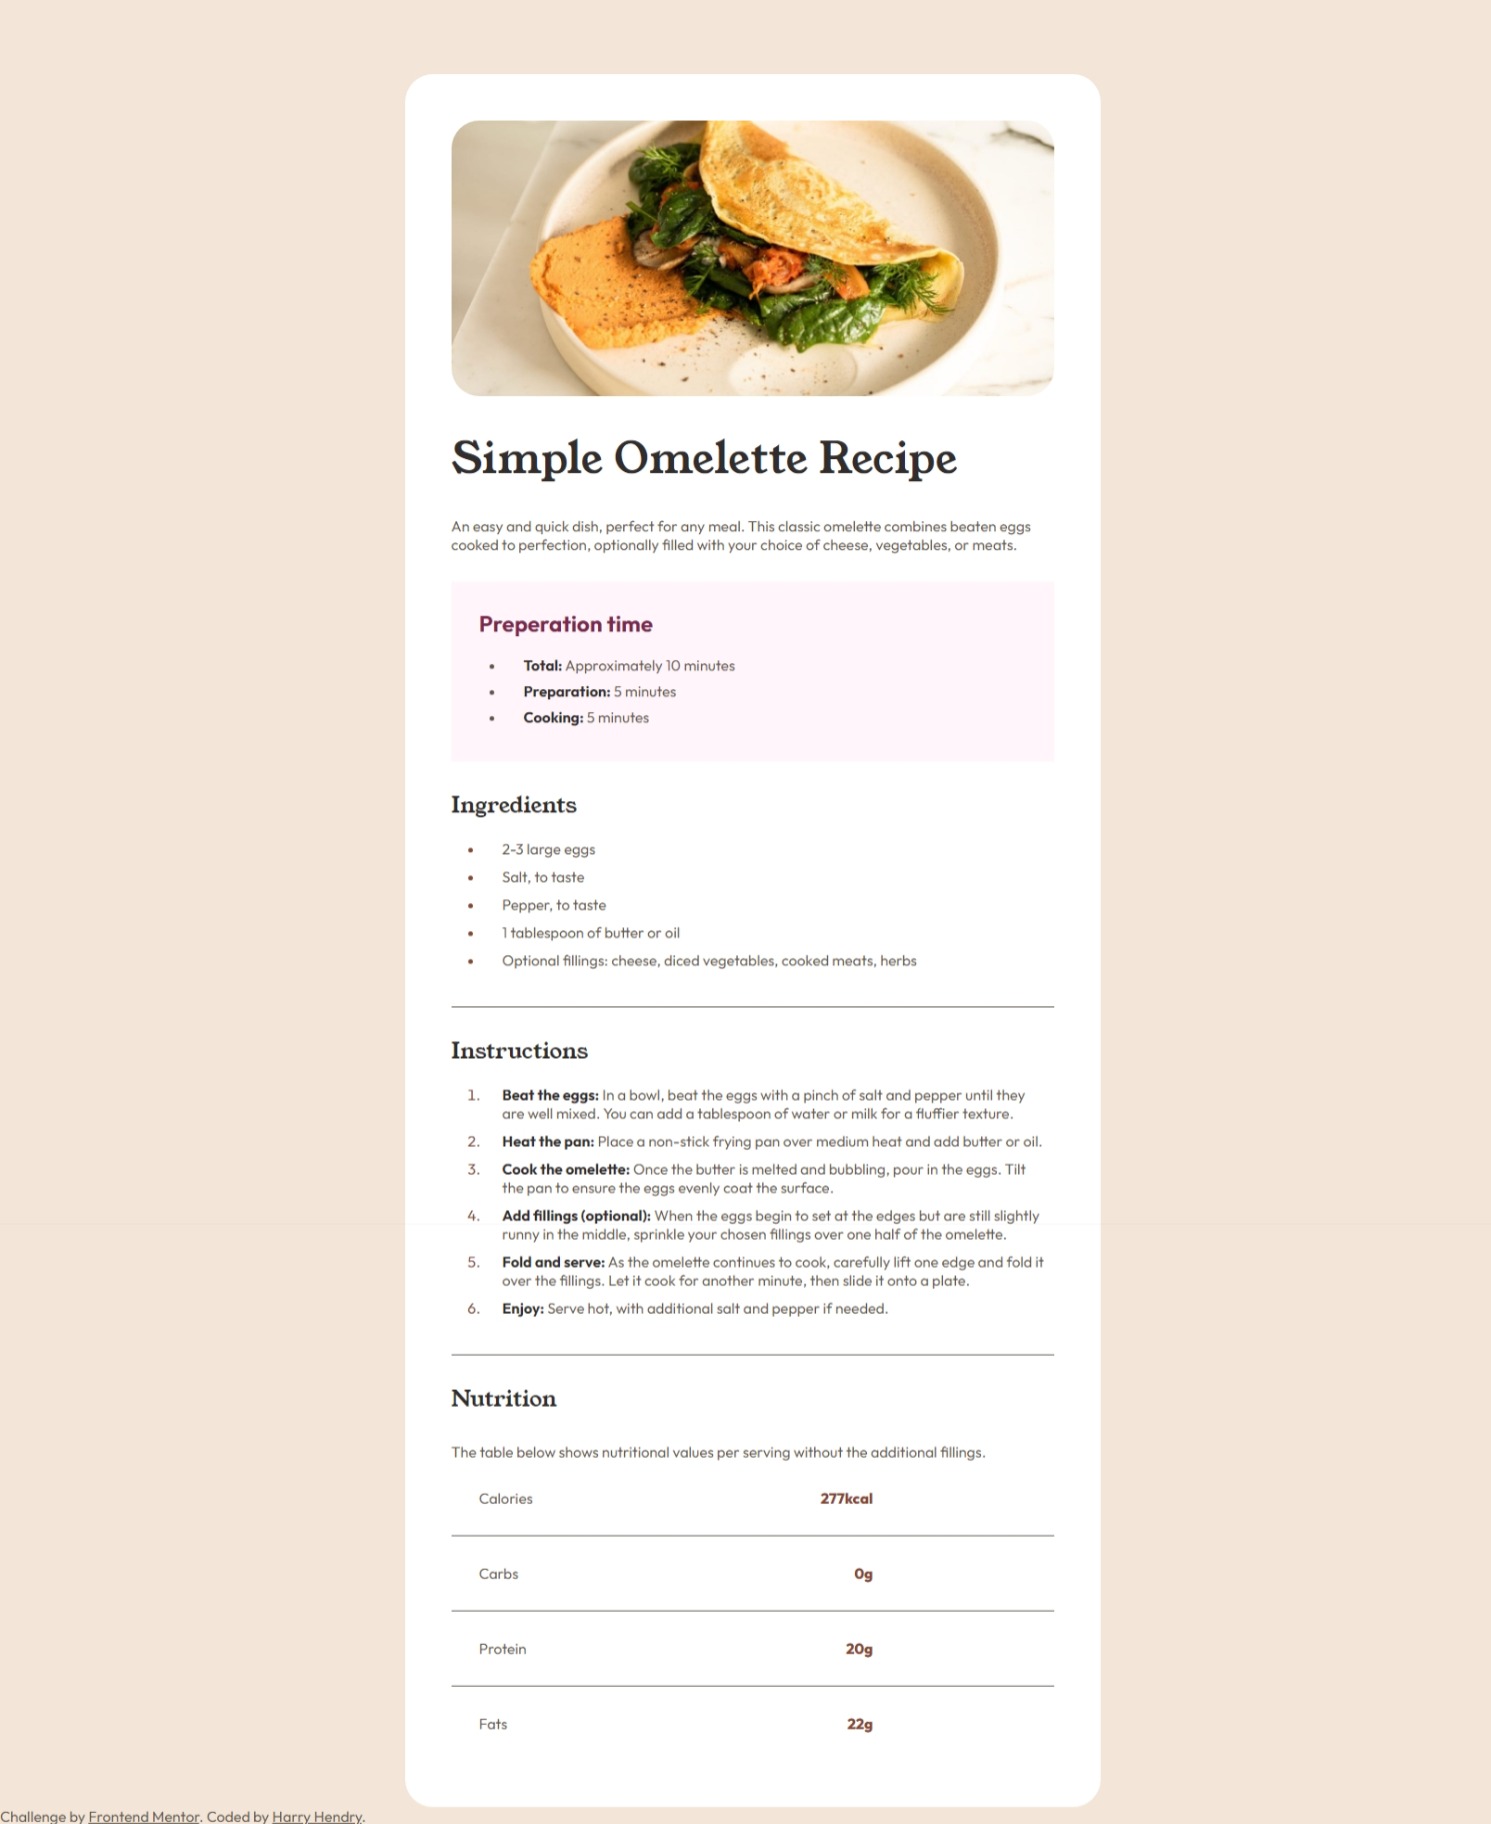 Simple Omelette Recipe
An easy and quick dish, perfect for any meal. This classic omelette combines beaten eggs
cooked to perfection, optionally filled with your choice of cheese, vegetables, or meats.
Preperation time
• Total: Approximately 10 minutes
• Preparation: 5 minutes
• Cooking: 5 minutes
Ingredients
• 2-3 large eggs
• Salt, to taste
• Pepper, to taste
• 1 tablespoon of butter or oil
• Optional fillings: cheese, diced vegetables, cooked meats, herbs
Instructions
1. Beat the eggs: In a bowl, beat the eggs with a pinch of salt and pepper until they
are well mixed. You can add a tablespoon of water or milk for a fluffier texture.
2. Heat the pan: Place a non-stick frying pan over medium heat and add butter or oil.
3. Cook the omelette: Once the butter is melted and bubbling, pour in the eggs. Tilt
the pan to ensure the eggs evenly coat the surface.
4. Add fillings (optional): When the eggs begin to set at the edges but are still slightly
runny in the middle, sprinkle your chosen fillings over one half of the omelette.
5. Fold and serve: As the omelette continues to cook, carefully lift one edge and fold it
over the fillings. Let it cook for another minute, then slide it onto a plate.
6. Enjoy: Serve hot, with additional salt and pepper if needed.
Nutrition
The table below shows nutritional values per serving without the additional fillings.
Calories 277kcal
Carbs 0g
Protein 20g
Fats 22g
Challenge by Frontend Mentor. Coded by Harry Hendry.